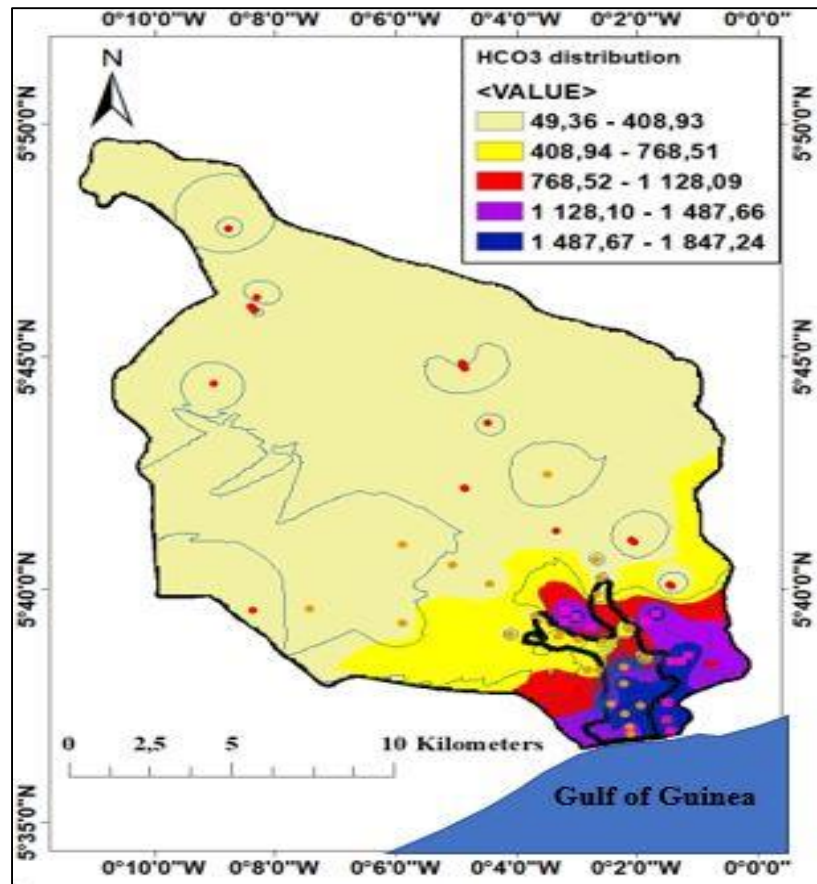 0°10'0"W 0°8'0"W 0°6'0"W 0°4'0"W 0°2'0"W 0°0'0"
N
HCO3 distribution
<VALUE>
49,36 - 408,93
408,94 - 768,51
768,52 - 1 128,09
1 128,10 - 1 487,66
1 487,67 - 1 847,24
5°50'0"N 5°50'0"N
5°45'0"N 5°45'0"N
5°40'0"N 5°40'0"N
0 2,5 5 10 Kilometers
Gulf of Guinea
5°35'0"N 5°35'0"N
0°10'0"W 0°8'0"W 0°6'0"W 0°4'0"W 0°2'0"W 0°0'0"